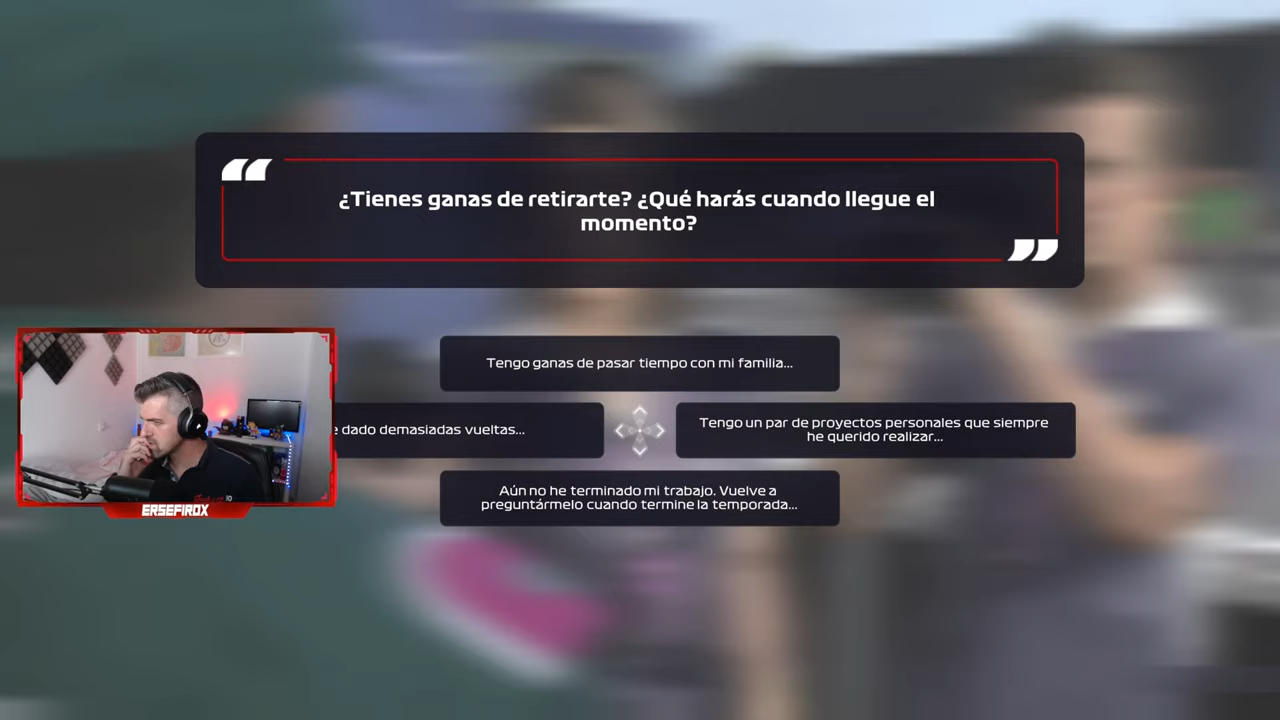 ¿Tienes ganas de retirarte? ¿Qué harás cuando llegue el
momento?
Tengo ganas de pasar tiempo con mi familia...
dado demasiadas vueltas...
Tengo un par de proyectos personales que siempre
he querido realizar...
Aún no he terminado mi trabajo. Vuelve a
preguntármelo cuando termine la temporada...
ERSEFIROX